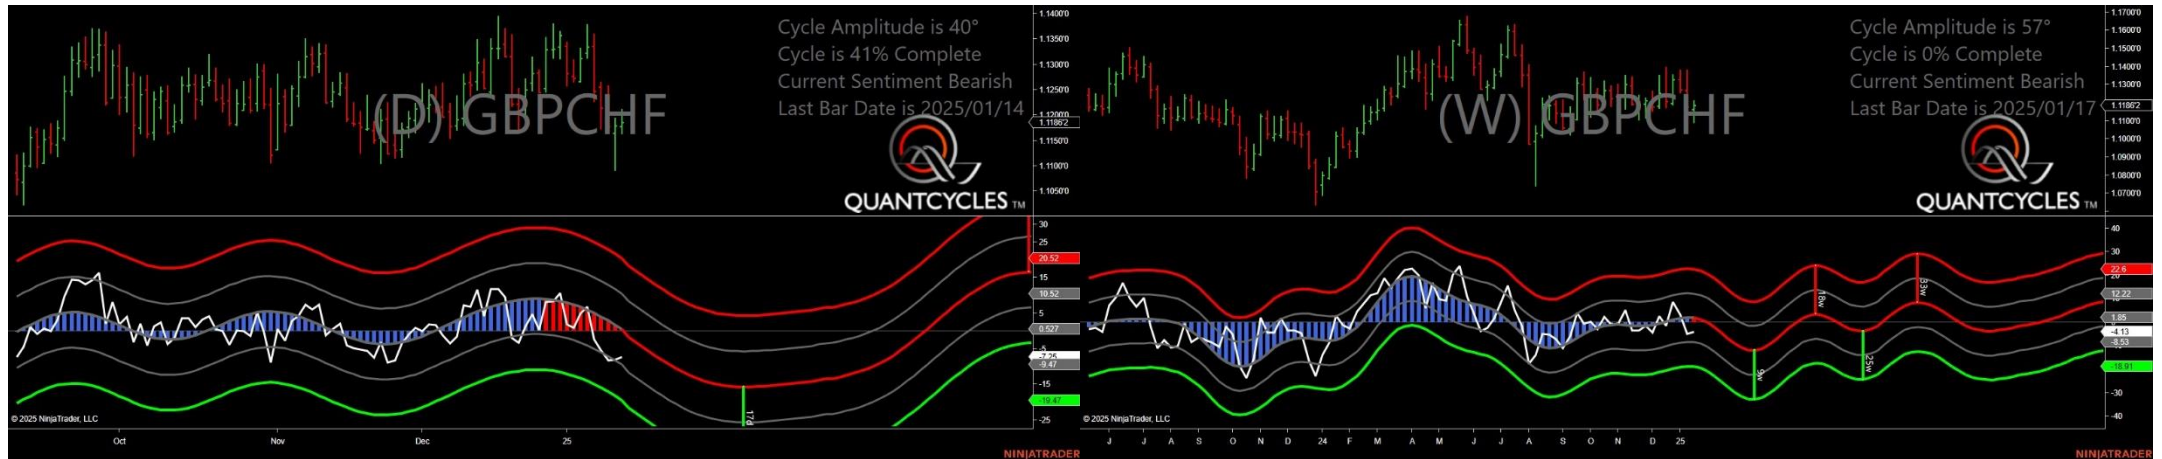 Cycle Amplitude is 40°
Cycle is 41% Complete
Current Sentiment Bearish
Last Bar Date is 2025/01/14
(D) GBPCHF
QUANTCYCLES TM
1.1400'0
1.1350'0
1.1300'0
1.1250'0
1.1200'0
1.1186'2
1.1150'0
1.1100'0
1.1050'0
30
25
20.52
15
10.52
5
0.527
-5
-7.25
-9.47
-15
-19.47
-25
17d
© 2025 NinjaTrader, LLC
Oct
Nov
Dec
25
NINJATRADER
Cycle Amplitude is 57°
Cycle is 0% Complete
Current Sentiment Bearish
Last Bar Date is 2025/01/17
(W) GBPCHF
QUANTCYCLES TM
1.1700'0
1.1600'0
1.1500'0
1.1400'0
1.1300'0
1.1186'2
1.1100'0
1.1000'0
1.0900'0
1.0800'0
1.0700'0
40
30
22.6
12.22
1.85
-4.13
-8.53
-18.91
-30
-40
9w
18w
25w
33w
© 2025 NinjaTrader, LLC
J J A S O N D 24 F M A M J J A S O N D 25
NINJATRADER